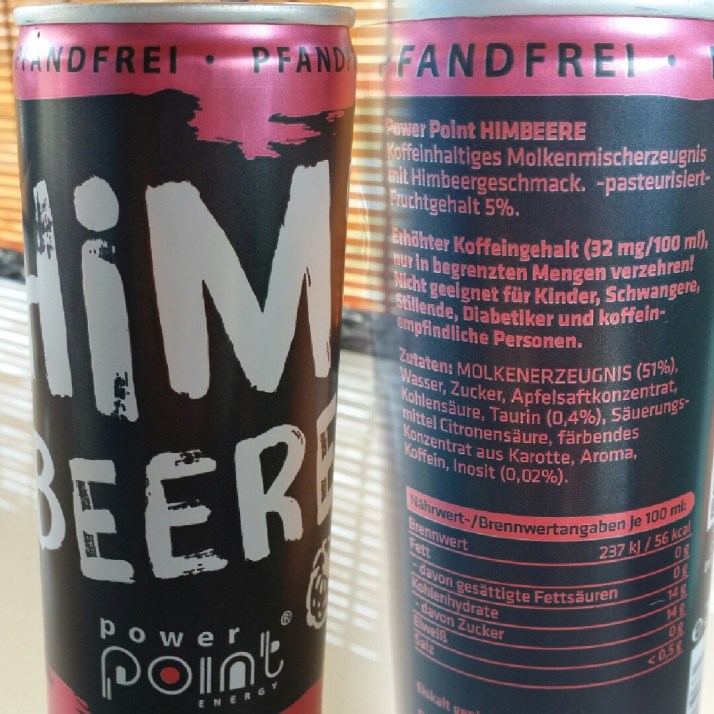 PFANDFREI • PFAND
HiM
BEERE
power
point®
ENERGY
PFANDFREI •
Power Point HIMBEERE
Koffeinhaltiges Molkenmischerzeugnis
mit Himbeergeschmack. -pasteurisiert-
Fruchtgehalt 5%.
Erhöhter Koffeingehalt (32 mg/100 ml),
nur in begrenzten Mengen verzehren!
Nicht geeignet für Kinder, Schwangere,
Stillende, Diabetiker und koffein-
empfindliche Personen.
Zutaten: MOLKENERZEUGNIS (51%),
Wasser, Zucker, Apfelsaftkonzentrat,
Kohlensäure, Taurin (0,4%), Säuerungs-
mittel Citronensäure, färbendes
Konzentrat aus Karotte, Aroma,
Koffein, Inosit (0,02%).
Nährwert-/Brennwertangaben je 100 ml:
Brennwert 237 kJ / 56 kcal
Fett 0 g
- davon gesättigte Fettsäuren 0 g
Kohlenhydrate 14 g
- davon Zucker 14 g
Eiweiß 0 g
Salz < 0,5 g
Eiskalt